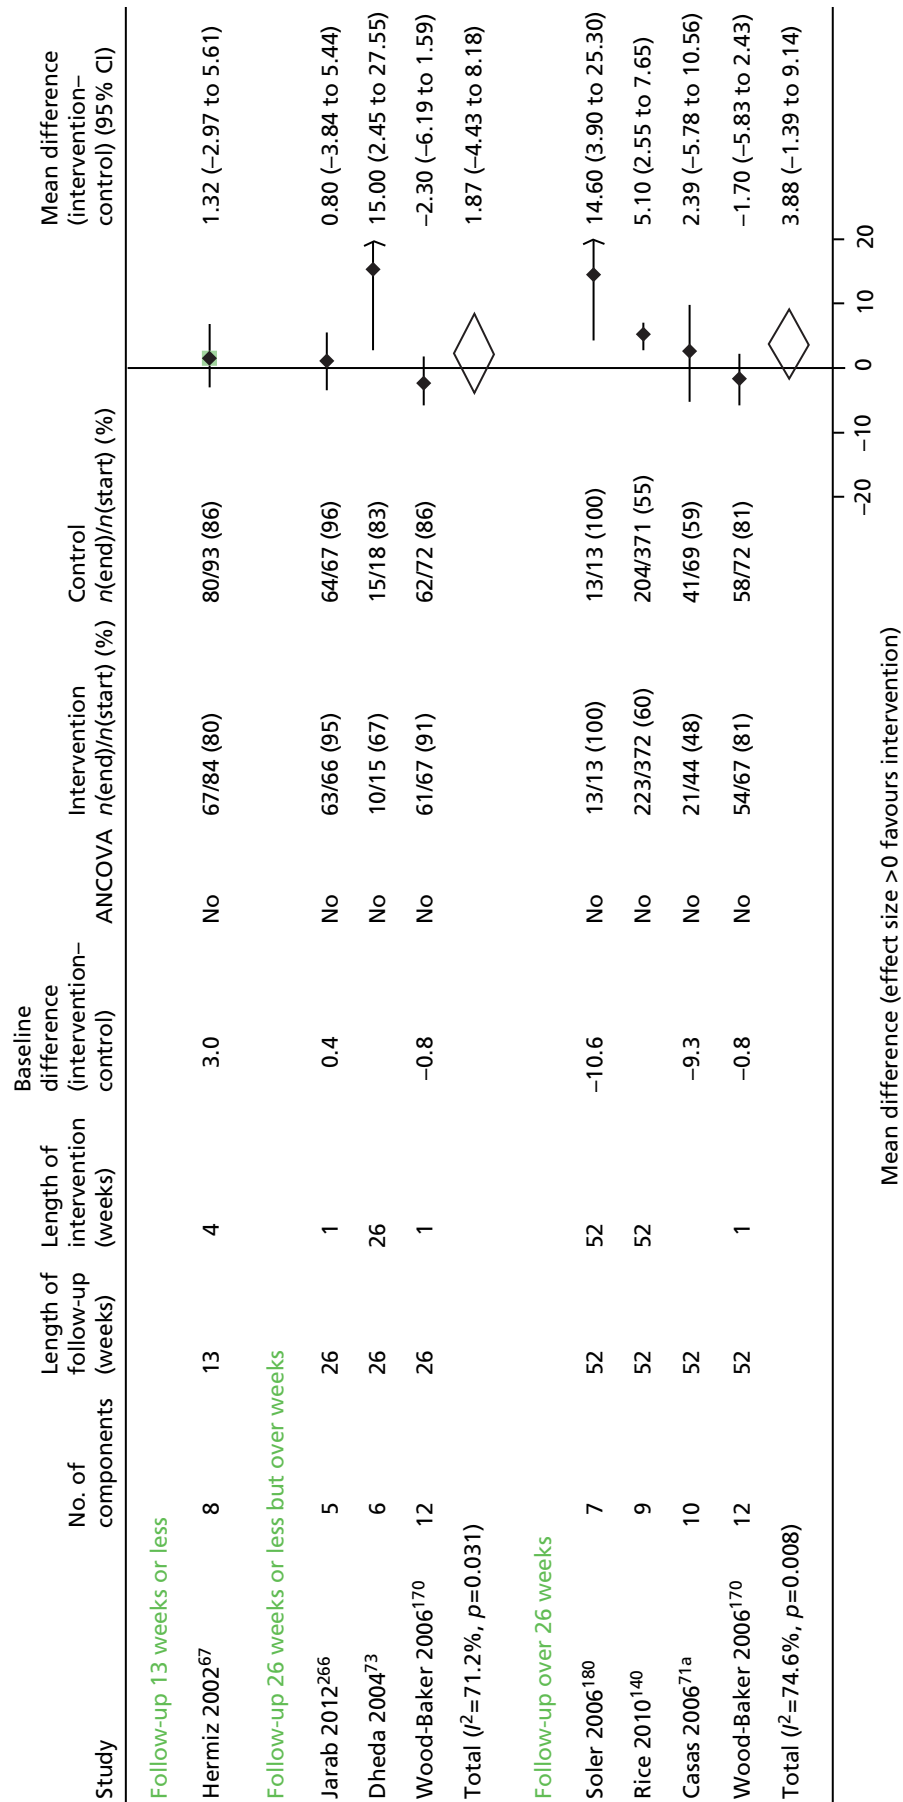 Study No. of components Length of follow-up (weeks) Length of intervention (weeks) Baseline difference (intervention–control) ANCOVA Intervention n(end)/n(start) (%) Control n(end)/n(start) (%) Mean difference (intervention–control) (95% CI)
Follow-up 13 weeks or less
Hermiz 2002⁶⁷ 8 13 4 3.0 No 67/84 (80) 80/93 (86) 1.32 (−2.97 to 5.61)
Follow-up 26 weeks or less but over weeks
Jarab 2012²⁶⁶ 5 26 1 0.4 No 63/66 (95) 64/67 (96) 0.80 (−3.84 to 5.44)
Dheda 2004⁷³ 6 26 26 No 10/15 (67) 15/18 (83) 15.00 (2.45 to 27.55)
Wood-Baker 2006¹⁷⁰ 12 26 1 −0.8 No 61/67 (91) 62/72 (86) −2.30 (−6.19 to 1.59)
Total (I²=71.2%, p=0.031) 1.87 (−4.43 to 8.18)
Follow-up over 26 weeks
Soler 2006¹⁸⁰ 7 52 52 −10.6 No 13/13 (100) 13/13 (100) 14.60 (3.90 to 25.30)
Rice 2010¹⁴⁰ 9 52 52 No 223/372 (60) 204/371 (55) 5.10 (2.55 to 7.65)
Casas 2006⁷¹ᵃ 10 52 −9.3 No 21/44 (48) 41/69 (59) 2.39 (−5.78 to 10.56)
Wood-Baker 2006¹⁷⁰ 12 52 1 −0.8 No 54/67 (81) 58/72 (81) −1.70 (−5.83 to 2.43)
Total (I²=74.6%, p=0.008) 3.88 (−1.39 to 9.14)
−20 −10 0 10 20
Mean difference (effect size >0 favours intervention)